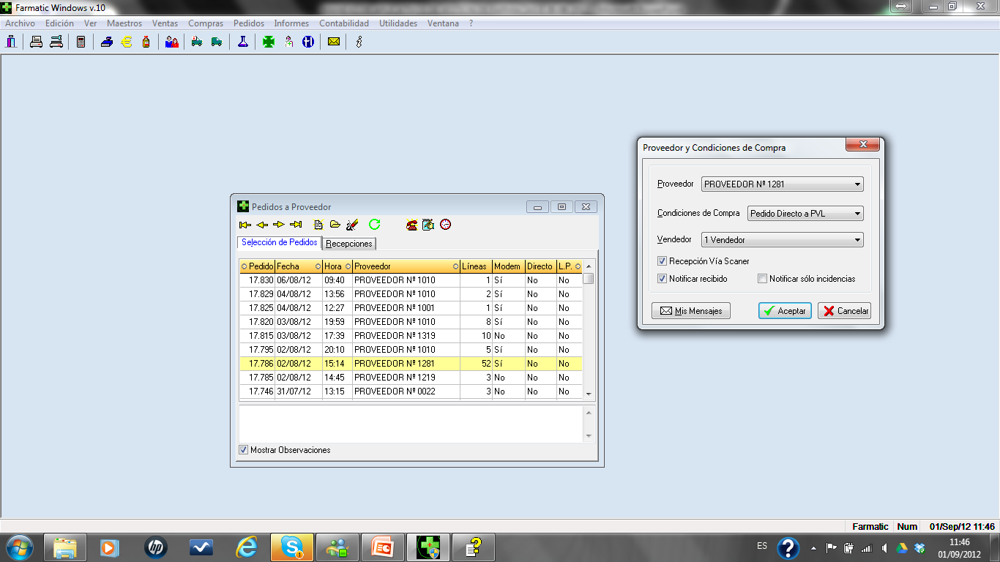 Farmatic Windows v.10
Archivo Edición Ver Maestros Ventas Compras Pedidos Informes Contabilidad Utilidades Ventana ?
Pedidos a Proveedor
Selección de Pedidos Recepciones
Pedido Fecha Hora Proveedor Líneas Modem Directo L.P.
17.830 06/08/12 09:40 PROVEEDOR Nº 1010 1 Sí No No
17.829 04/08/12 13:56 PROVEEDOR Nº 1010 2 Sí No No
17.825 04/08/12 12:27 PROVEEDOR Nº 1001 1 Sí No No
17.820 03/08/12 19:59 PROVEEDOR Nº 1010 8 Sí No No
17.815 03/08/12 17:39 PROVEEDOR Nº 1319 10 No No No
17.795 02/08/12 20:10 PROVEEDOR Nº 1010 5 Sí No No
17.786 02/08/12 15:14 PROVEEDOR Nº 1281 52 Sí No No
17.785 02/08/12 14:45 PROVEEDOR Nº 1219 3 No No No
17.746 31/07/12 13:15 PROVEEDOR Nº 0022 3 No No No
Mostrar Observaciones
Proveedor y Condiciones de Compra
Proveedor PROVEEDOR Nº 1281
Condiciones de Compra Pedido Directo a PVL
Vendedor 1 Vendedor
Recepción Vía Scaner
Notificar recibido Notificar sólo incidencias
Mis Mensajes Aceptar Cancelar
Farmatic Num 01/Sep/12 11:46
ES 11:46
01/09/2012